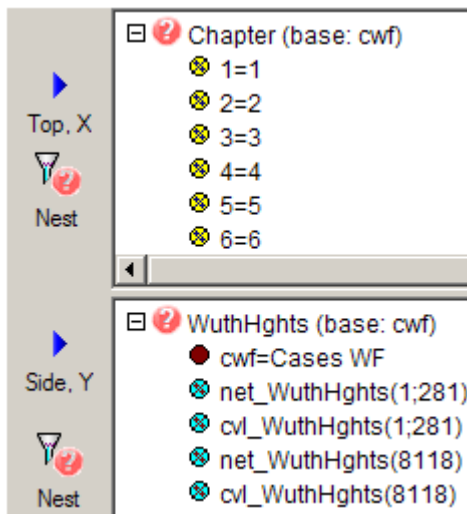 Chapter (base: cwf)
1=1
2=2
3=3
4=4
5=5
6=6
Top, X
Nest
WuthHghts (base: cwf)
cwf=Cases WF
net_WuthHghts(1;281)
cvl_WuthHghts(1;281)
net_WuthHghts(8118)
cvl_WuthHghts(8118)
Side, Y
Nest